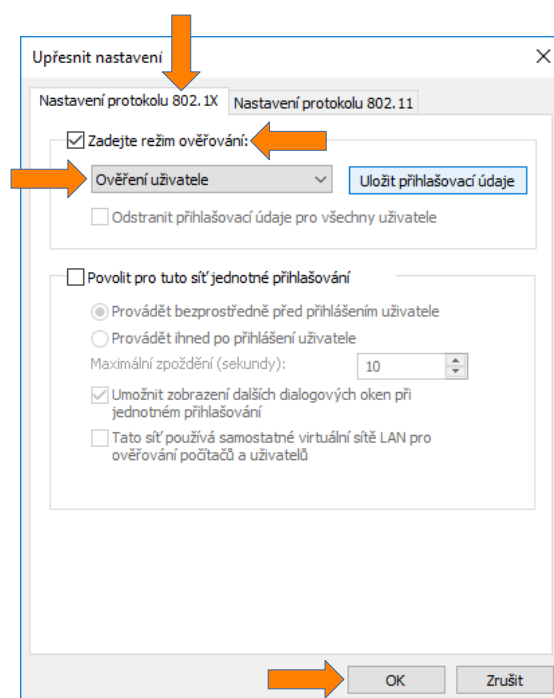 Upřesnit nastavení
Nastavení protokolu 802.1X Nastavení protokolu 802.11
Zadejte režim ověřování:
Ověření uživatele Uložit přihlašovací údaje
Odstranit přihlašovací údaje pro všechny uživatele
Povolit pro tuto síť jednotné přihlašování
Provádět bezprostředně před přihlášením uživatele
Provádět ihned po přihlášení uživatele
Maximální zpoždění (sekundy): 10
Umožnit zobrazení dalších dialogových oken při
jednotném přihlašování
Tato síť používá samostatné virtuální sítě LAN pro
ověřování počítačů a uživatelů
OK Zrušit